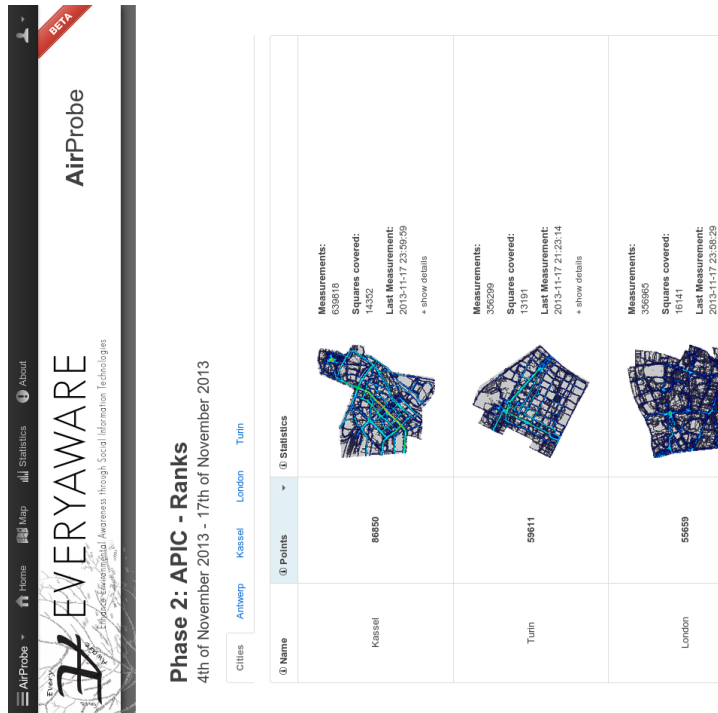 AirProbe
Home
Map
Statistics
About
BETA
Every
Aware
EVERYAWARE
Enhance Environmental Awareness through Social Information Technologies
AirProbe
Phase 2: APIC - Ranks
4th of November 2013 - 17th of November 2013
Cities
Antwerp
Kassel
London
Turin
Name
Points
Statistics
Kassel
86850
Measurements:
639818
Squares covered:
14352
Last Measurement:
2013-11-17 23:59:59
+ show details
Turin
59611
Measurements:
356299
Squares covered:
13191
Last Measurement:
2013-11-17 21:23:14
+ show details
London
55659
Measurements:
356965
Squares covered:
16141
Last Measurement:
2013-11-17 23:58:29